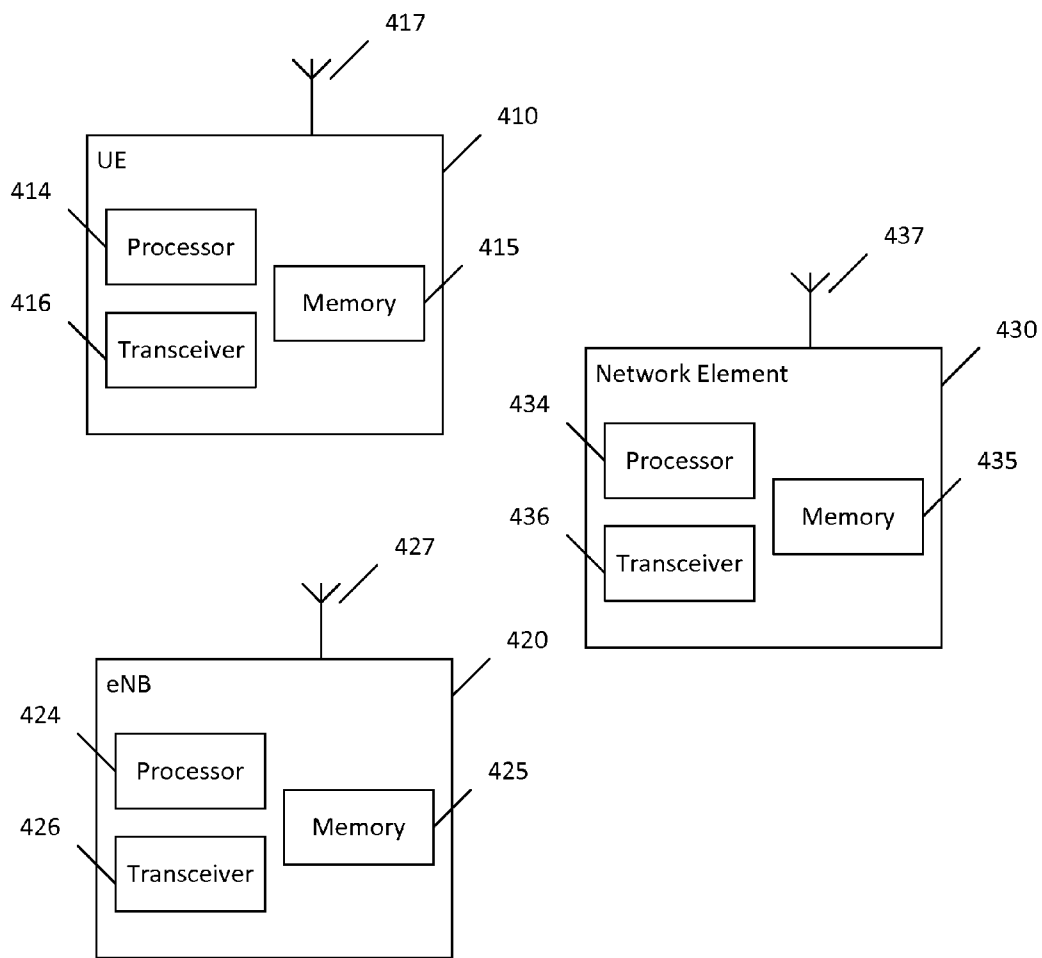 417
410
UE
414
Processor
415
Memory
416
Transceiver
437
430
Network Element
434
Processor
435
Memory
436
Transceiver
427
420
eNB
424
Processor
425
Memory
426
Transceiver